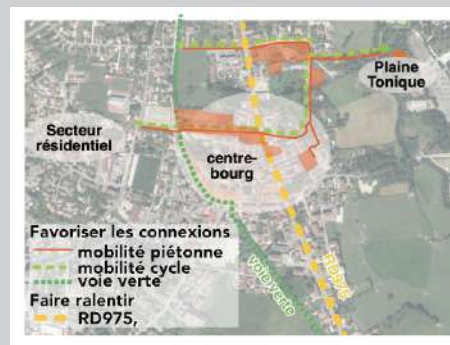 Plaine
Tonique
Secteur
résidentiel
centre-
bourg
Favoriser les connexions
mobilité piétonne
mobilité cycle
voie verte
Faire ralentir
RD975,
voie verte
RD975